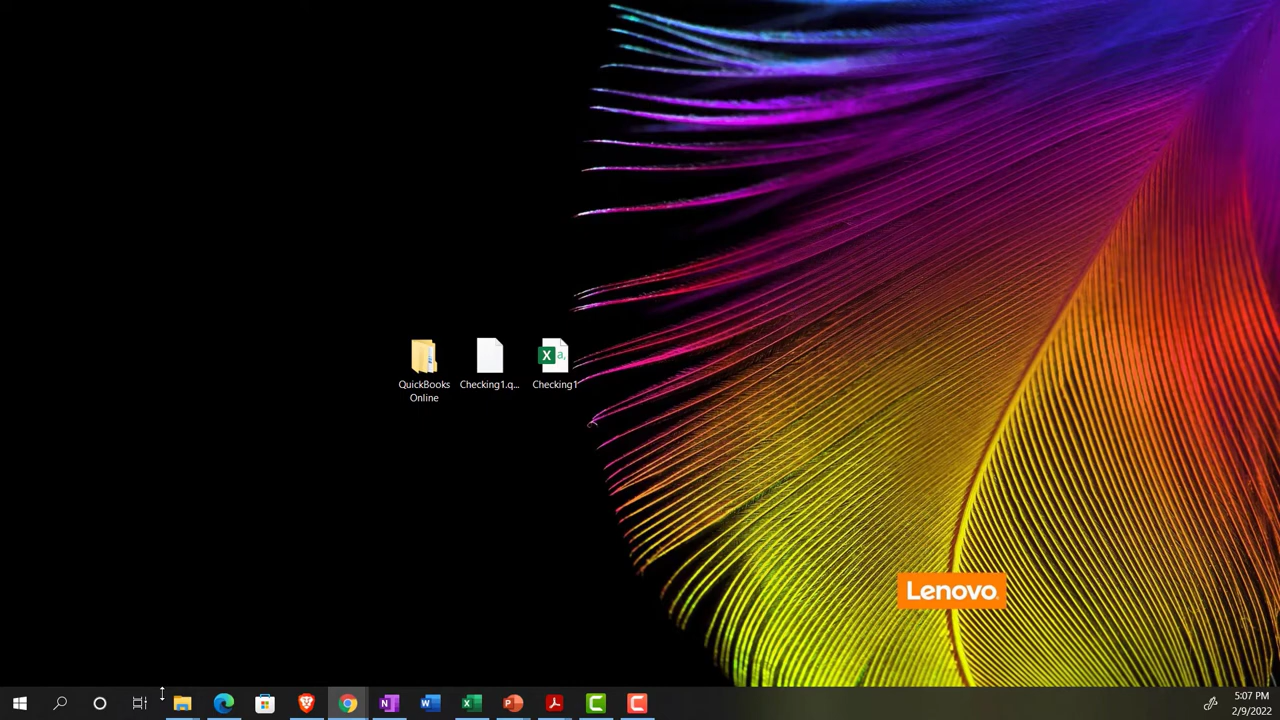 QuickBooks
Online
Checking1.q...
Checking1
Lenovo
5:07 PM
2/9/2022